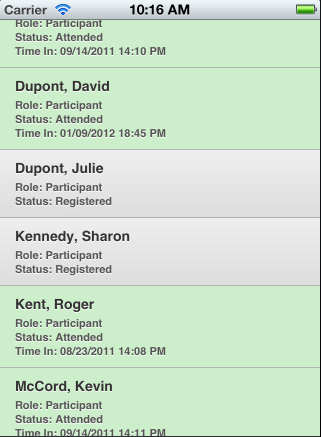 Carrier 10:16 AM
Role: Participant
Status: Attended
Time In: 09/14/2011 14:10 PM
Dupont, David
Role: Participant
Status: Attended
Time In: 01/09/2012 18:45 PM
Dupont, Julie
Role: Participant
Status: Registered
Kennedy, Sharon
Role: Participant
Status: Registered
Kent, Roger
Role: Participant
Status: Attended
Time In: 08/23/2011 14:08 PM
McCord, Kevin
Role: Participant
Status: Attended
Time In: 09/14/2011 14:11 PM